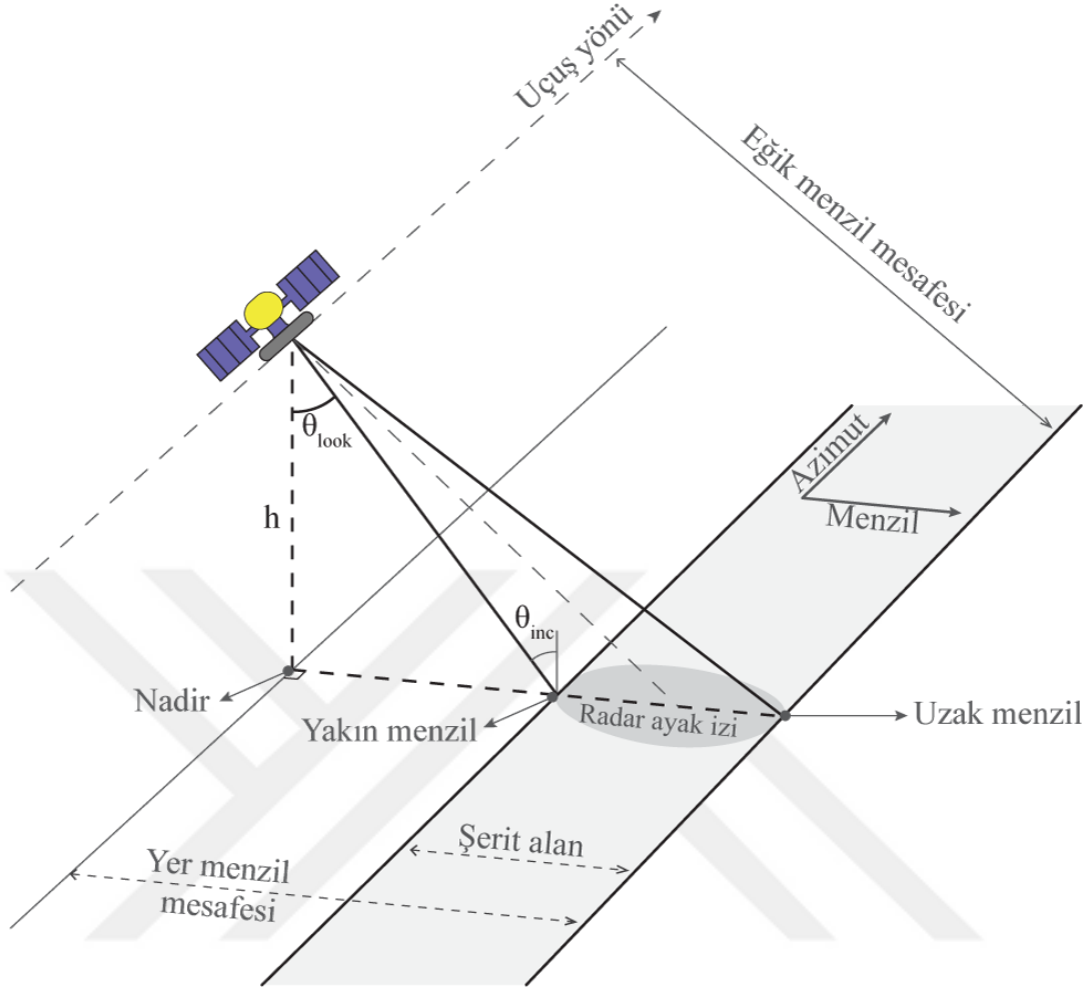 Uçuş yönü
Eğik menzil mesafesi
θlook
Azimut
Menzil
h
θinc
Nadir
Yakın menzil
Radar ayak izi
Uzak menzil
Şerit alan
Yer menzil
mesafesi